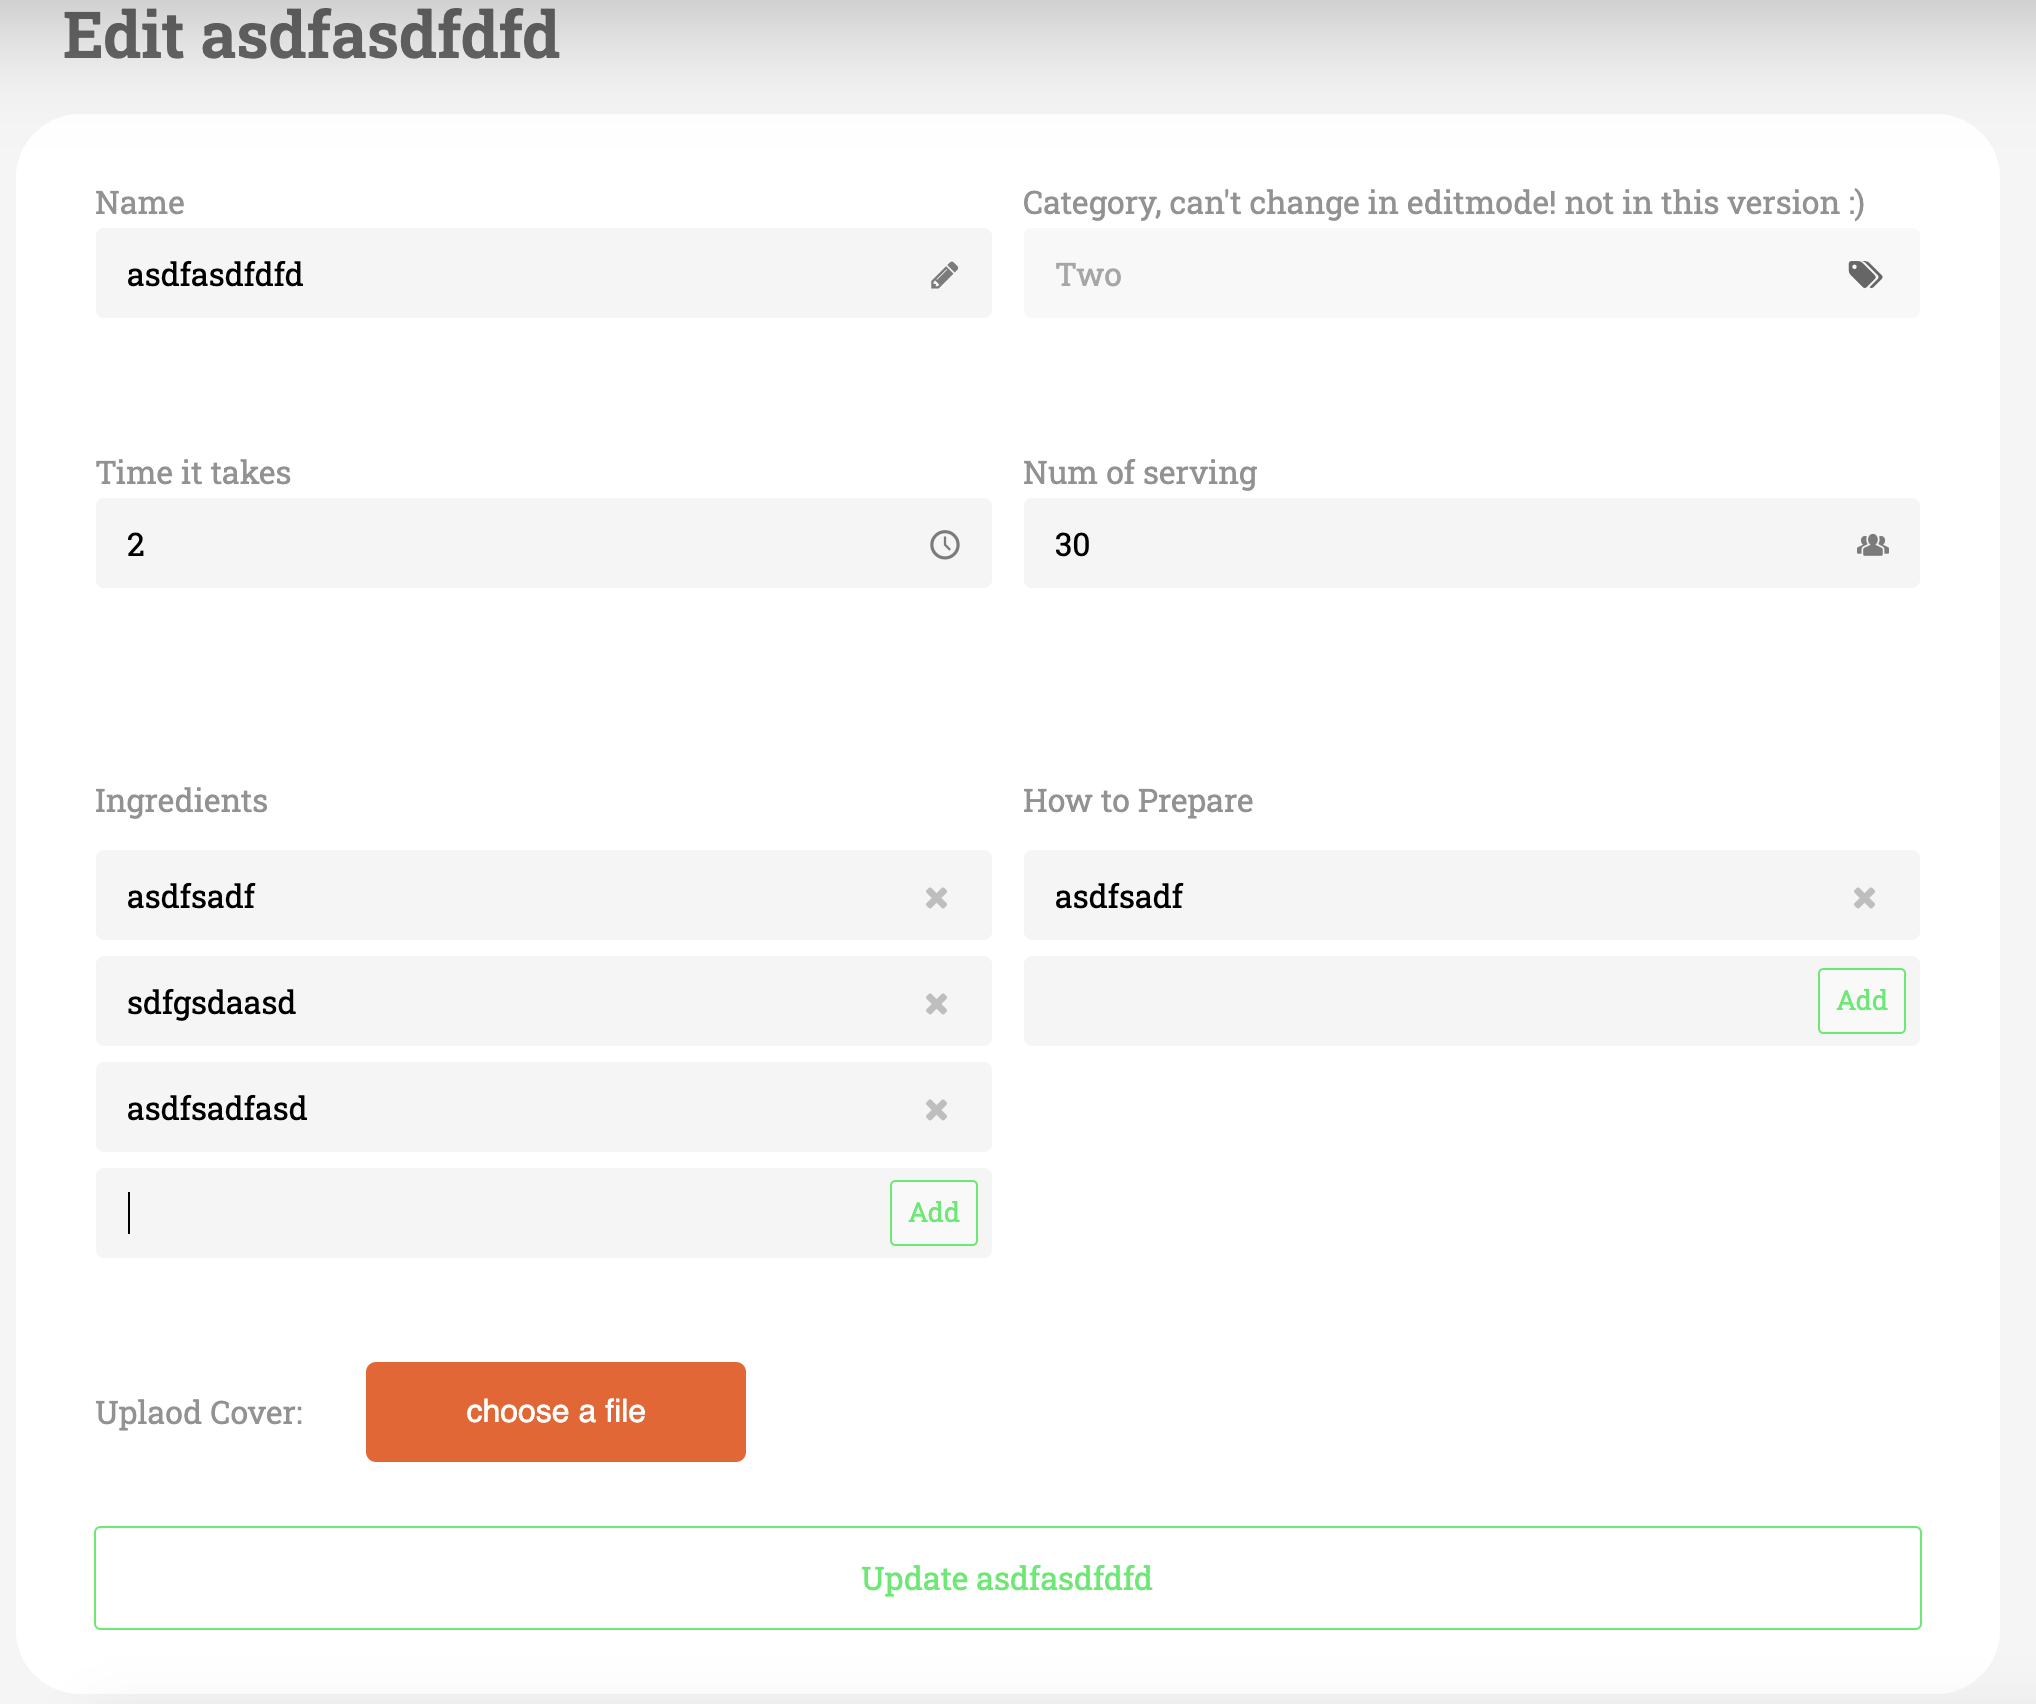 Edit asdfasdfdfd
Name
Category, can't change in editmode! not in this version :)
asdfasdfdfd
Two
Time it takes
Num of serving
2
30
Ingredients
How to Prepare
asdfsadf
asdfsadf
sdfgsdaasd
Add
asdfsadfasd
Add
Uplaod Cover:
choose a file
Update asdfasdfdfd